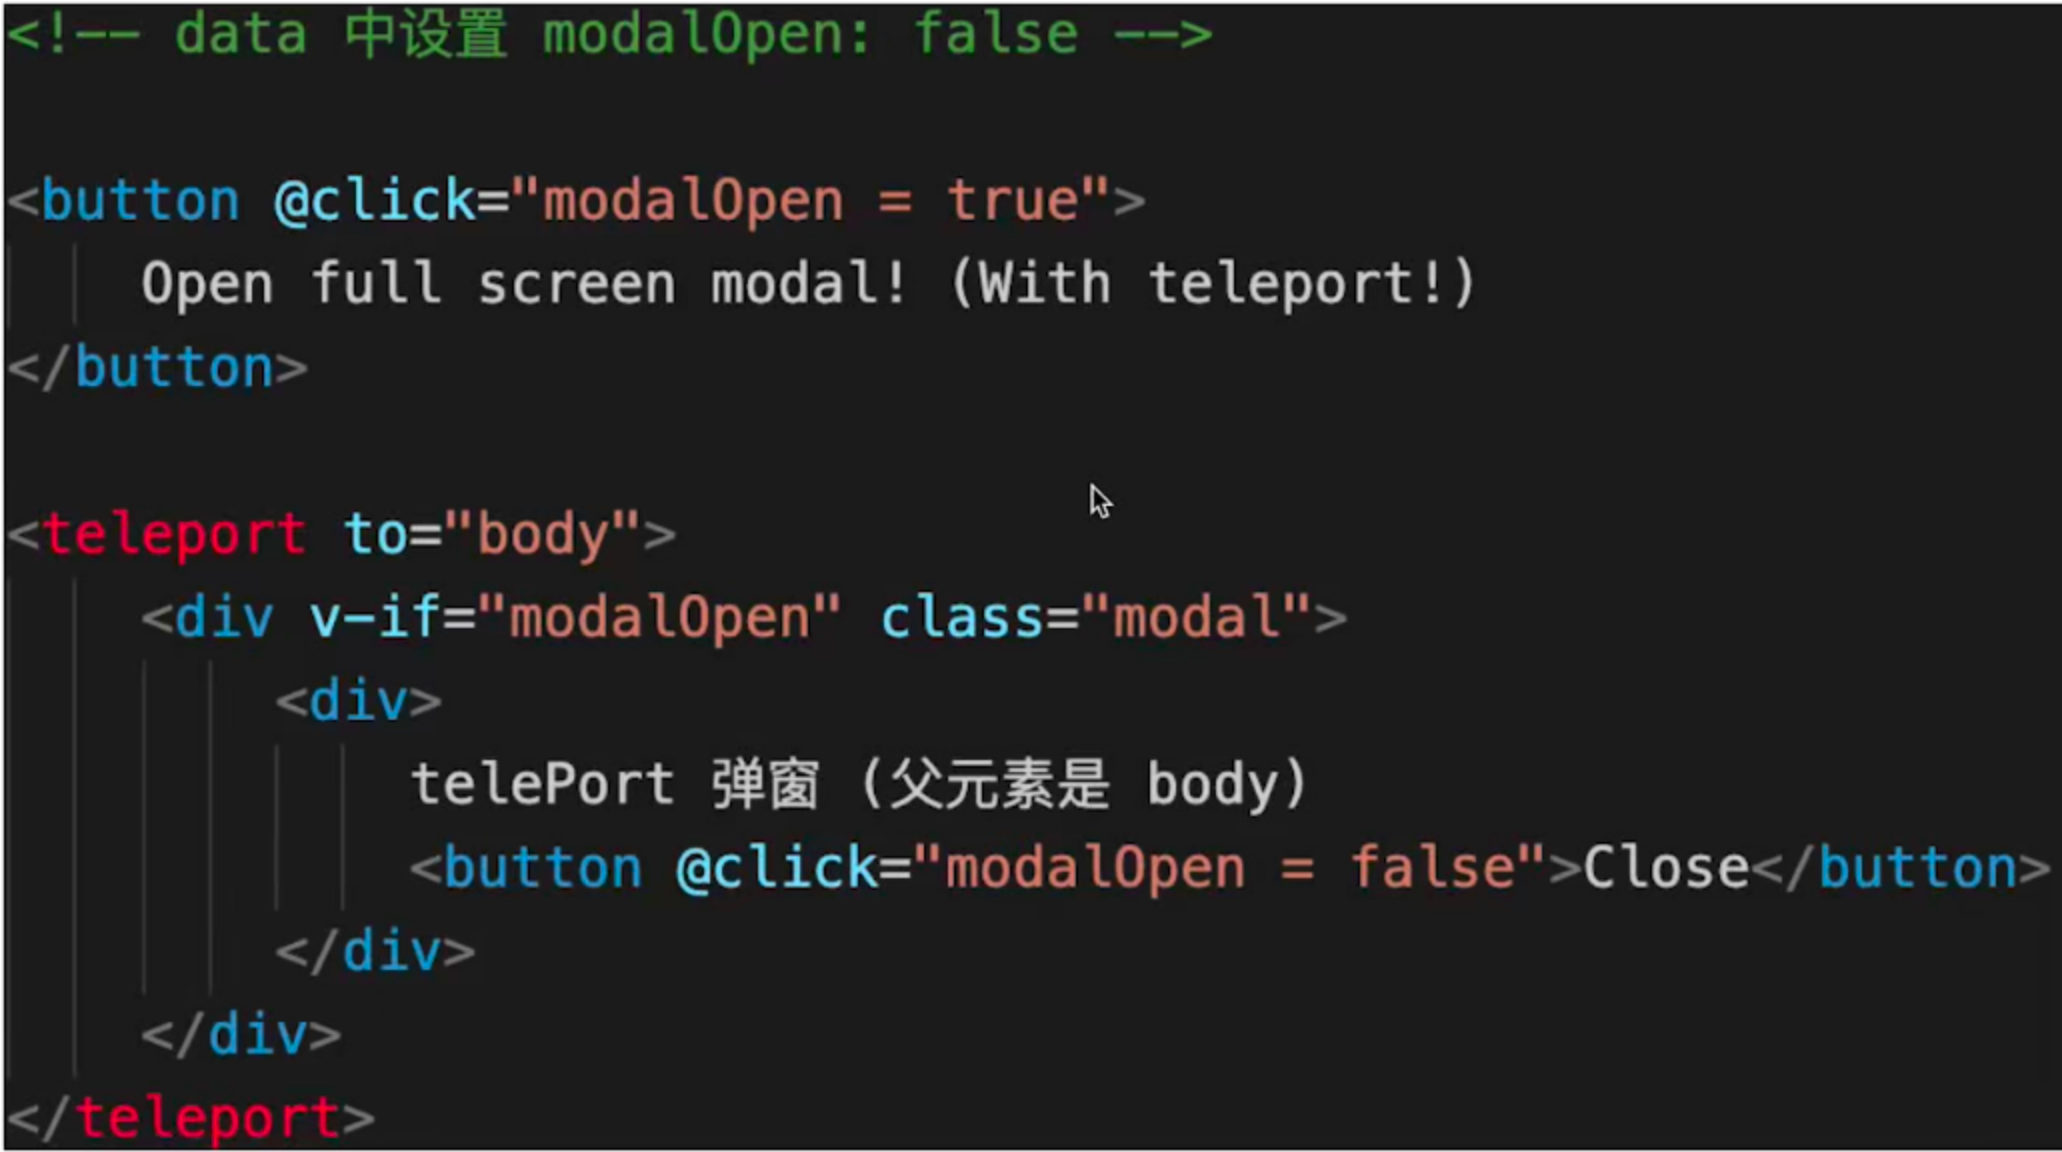 <!-- data 中设置 modalOpen: false -->
<button @click="modalOpen = true">
Open full screen modal! (With teleport!)
</button>
<teleport to="body">
<div v-if="modalOpen" class="modal">
<div>
telePort 弹窗 (父元素是 body)
<button @click="modalOpen = false">Close</button>
</div>
</div>
</teleport>